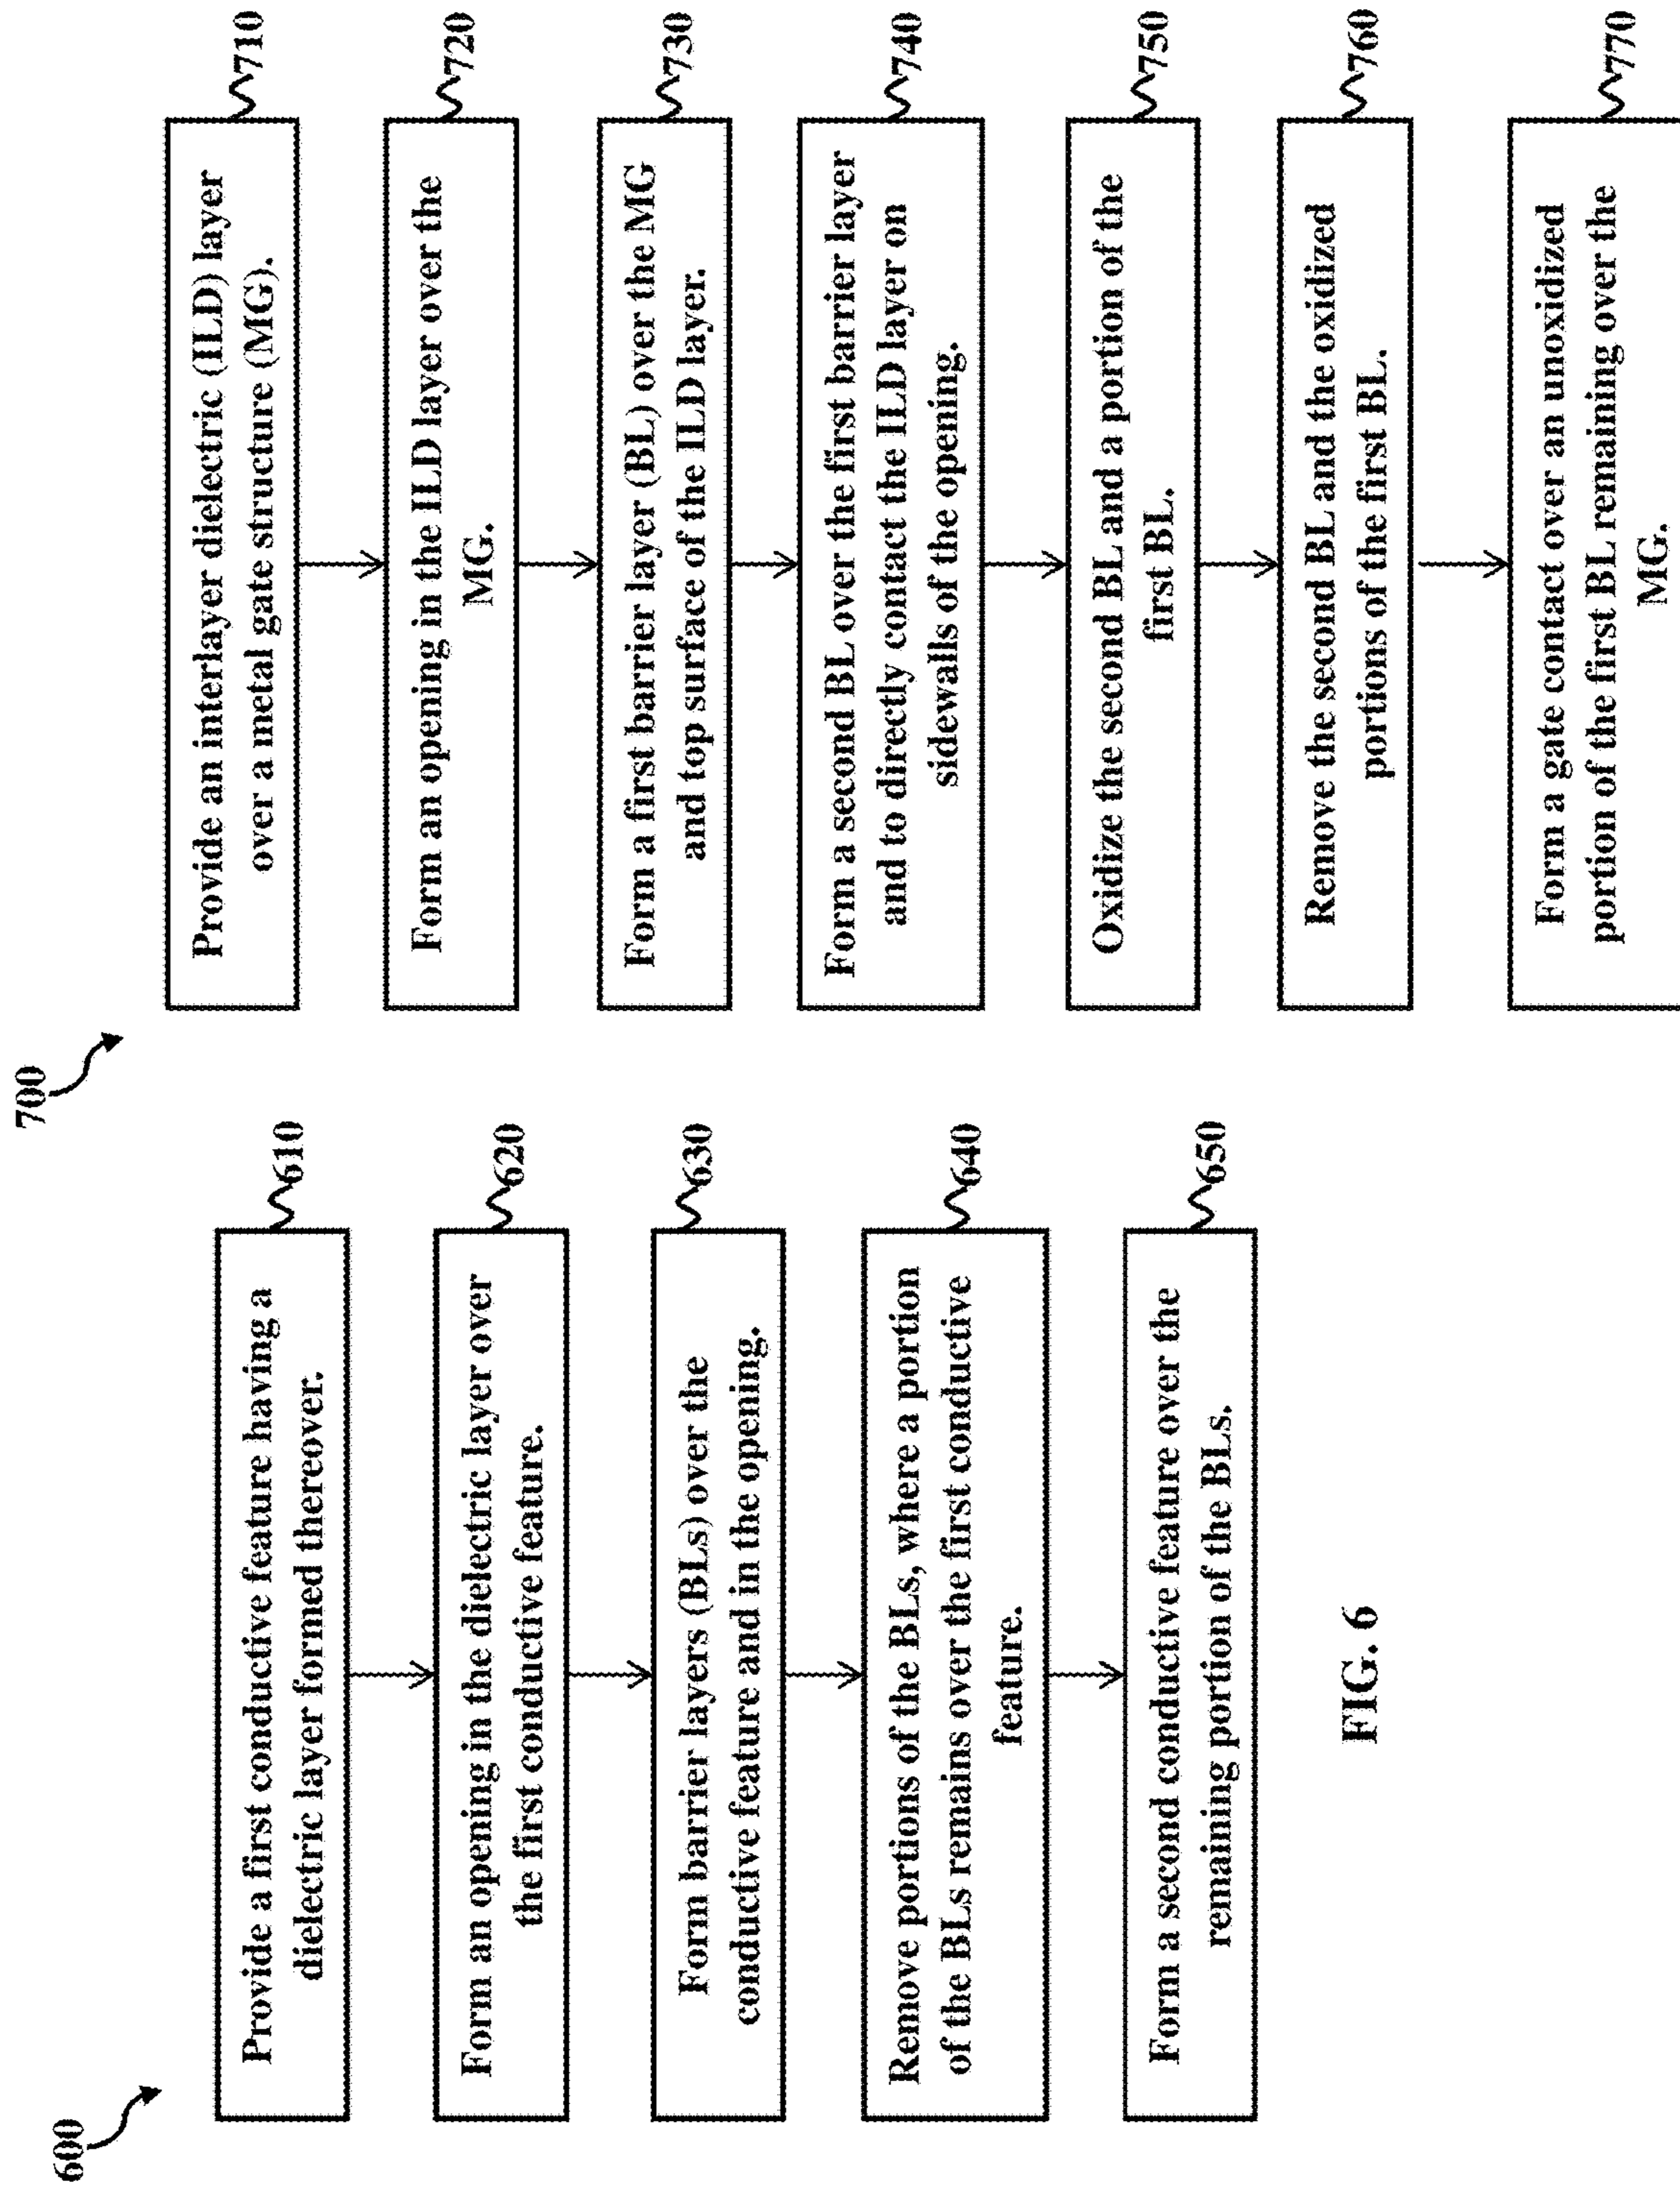 600
Provide a first conductive feature having a
dielectric layer formed thereover.
610
Form an opening in the dielectric layer over
the first conductive feature.
620
Form barrier layers (BLs) over the
conductive feature and in the opening.
630
Remove portions of the BLs, where a portion
of the BLs remains over the first conductive
feature.
640
Form a second conductive feature over the
remaining portion of the BLs.
650
FIG. 6
700
Provide an interlayer dielectric (ILD) layer
over a metal gate structure (MG).
710
Form an opening in the ILD layer over the
MG.
720
Form a first barrier layer (BL) over the MG
and top surface of the ILD layer.
730
Form a second BL over the first barrier layer
and to directly contact the ILD layer on
sidewalls of the opening.
740
Oxidize the second BL and a portion of the
first BL.
750
Remove the second BL and the oxidized
portions of the first BL.
760
Form a gate contact over an unoxidized
portion of the first BL remaining over the
MG.
770